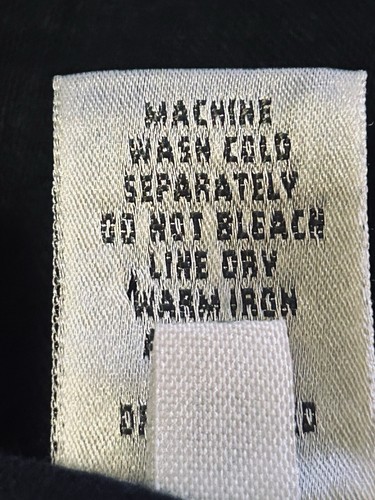 MACHINE
WASH COLD
SEPARATELY
DO NOT BLEACH
LINE DRY
WARM IRON